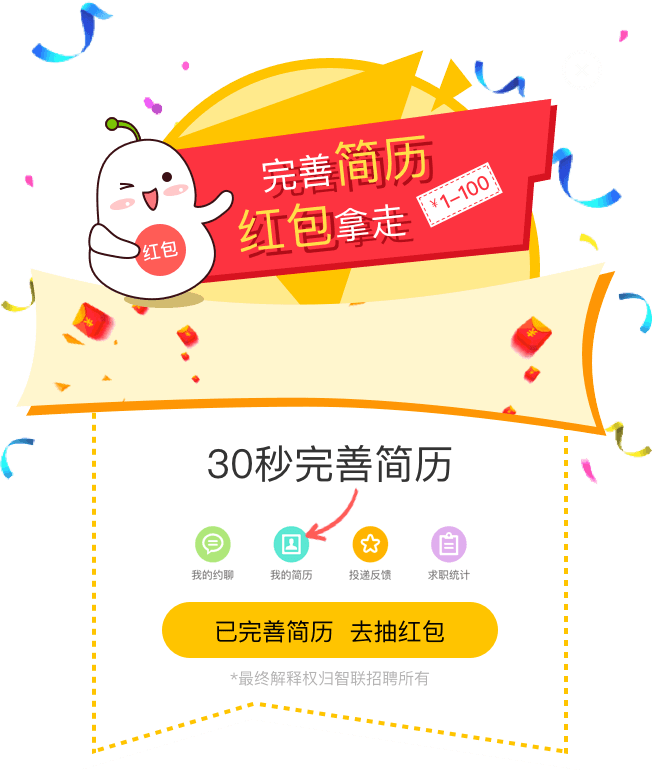 完善简历
红包拿走
¥1-100
红包
30秒完善简历
我的约聊
我的简历
投递反馈
求职统计
已完善简历 去抽红包
*最终解释权归智联招聘所有